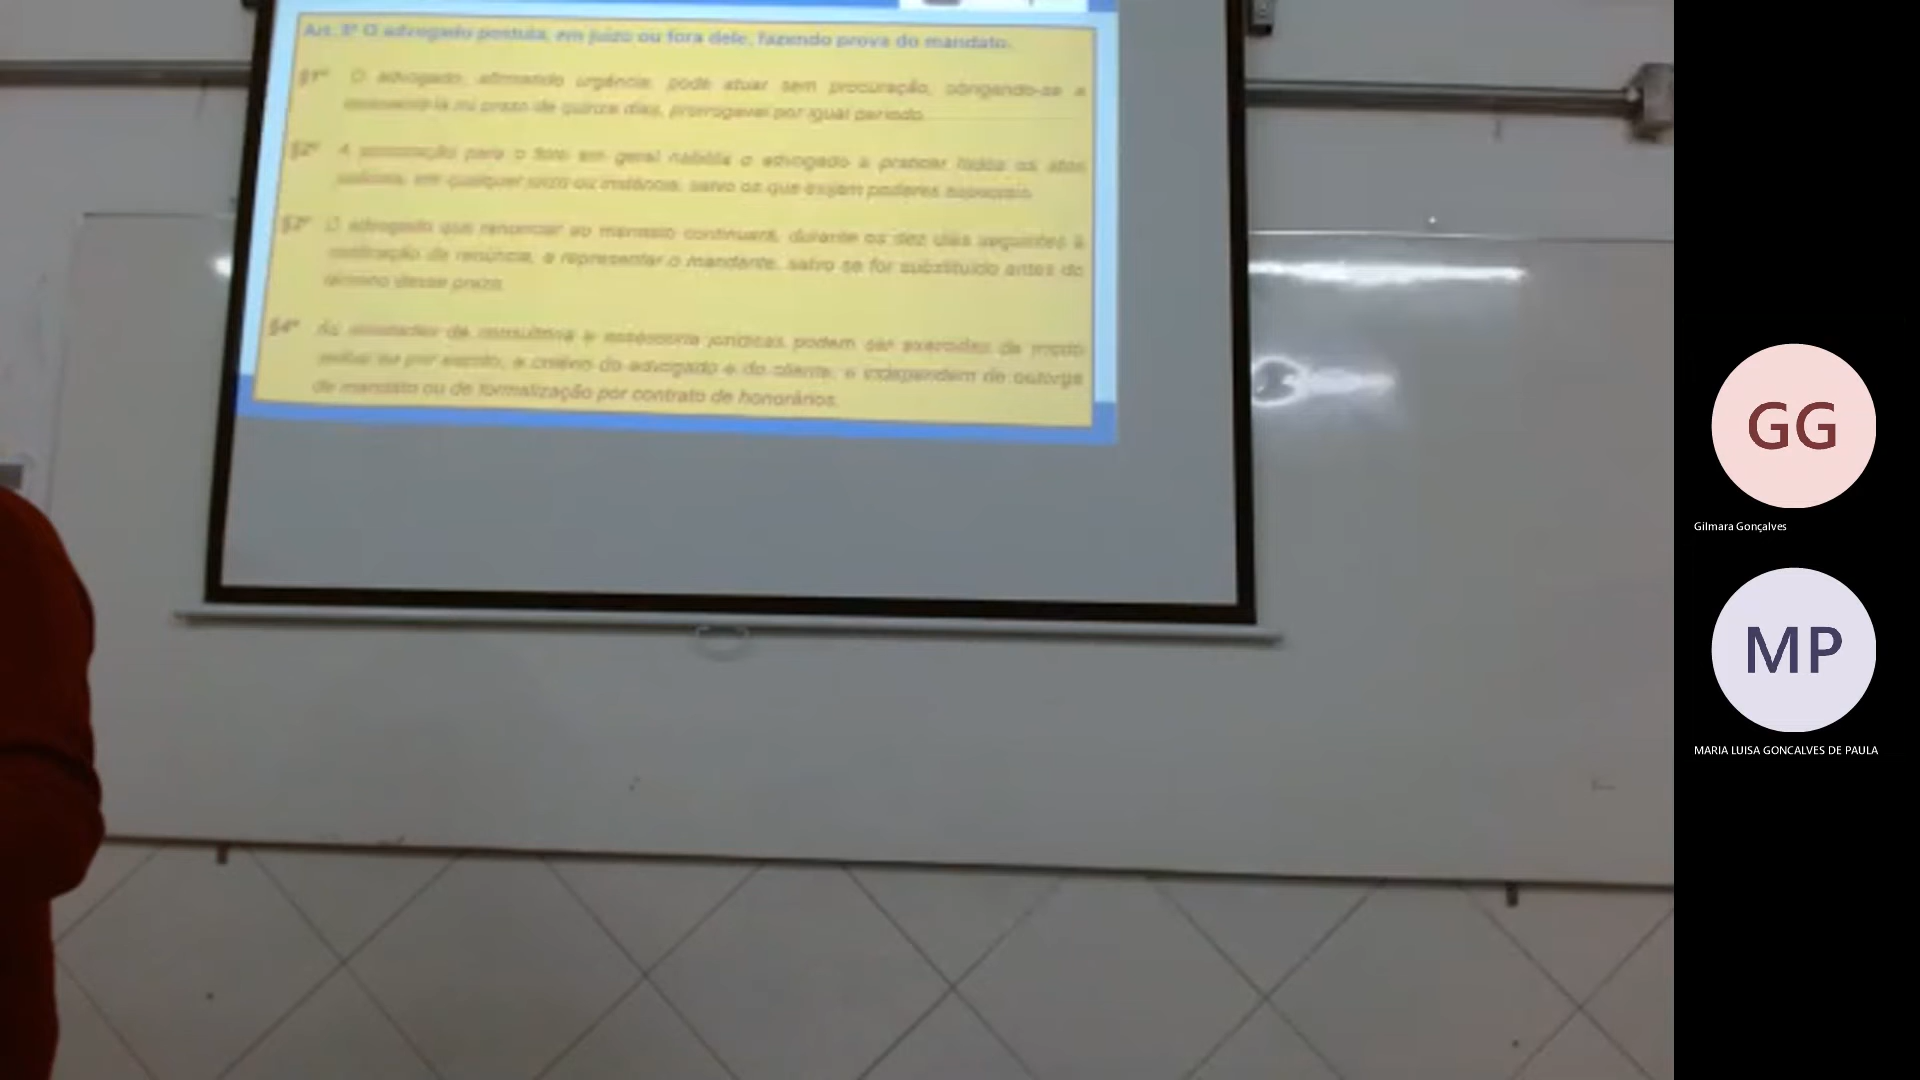 Art. 5º O advogado postula, em juízo ou fora dele, fazendo prova do mandato.
§1º O advogado, afirmando urgência, pode atuar sem procuração, obrigando-se a
apresentá-la no prazo de quinze dias, prorrogável por igual período.
§2º A procuração para o foro em geral habilita o advogado a praticar todos os atos
judiciais, em qualquer juízo ou instância, salvo os que exijam poderes especiais.
§3º O advogado que renunciar ao mandato continuará, durante os dez dias seguintes à
notificação da renúncia, a representar o mandante, salvo se for substituído antes do
término desse prazo.
§4º As atividades de consultoria e assessoria jurídicas podem ser exercidas de modo
verbal ou por escrito, a critério do advogado e do cliente, e independem de outorga
de mandato ou de formalização por contrato de honorários.
GG
Gilmara Gonçalves
MP
MARIA LUISA GONCALVES DE PAULA